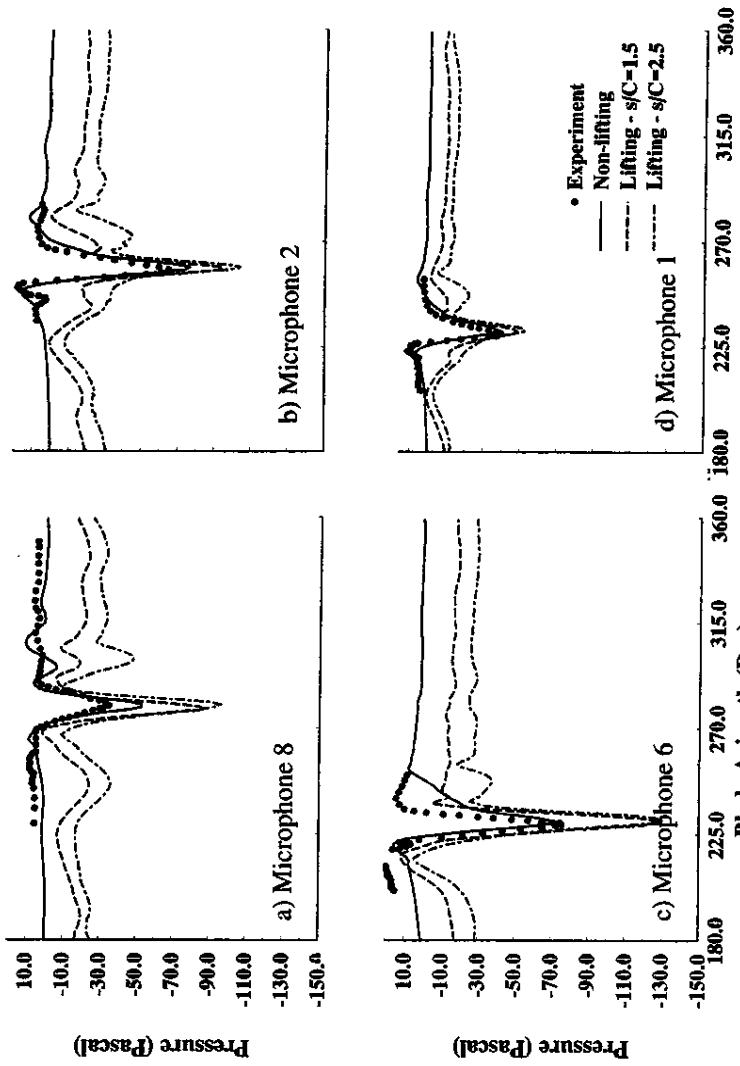 Pressure (Pascal)
10.0
-10.0
-30.0
-50.0
-70.0
-90.0
-110.0
-130.0
-150.0
a) Microphone 8
b) Microphone 2
Pressure (Pascal)
10.0
-10.0
-30.0
-50.0
-70.0
-90.0
-110.0
-130.0
-150.0
c) Microphone 6
d) Microphone 1
Experiment
Non-lifting
Lifting - s/C=1.5
Lifting - s/C=2.5
180.0 225.0 270.0 315.0 360.0
180.0 225.0 270.0 315.0 360.0